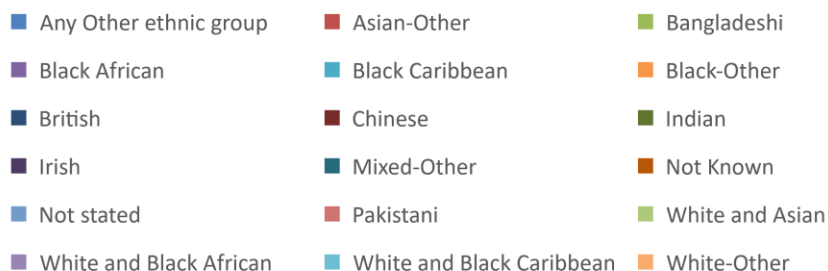 Any Other ethnic group Asian-Other Bangladeshi
Black African Black Caribbean Black-Other
British Chinese Indian
Irish Mixed-Other Not Known
Not stated Pakistani White and Asian
White and Black African White and Black Caribbean White-Other